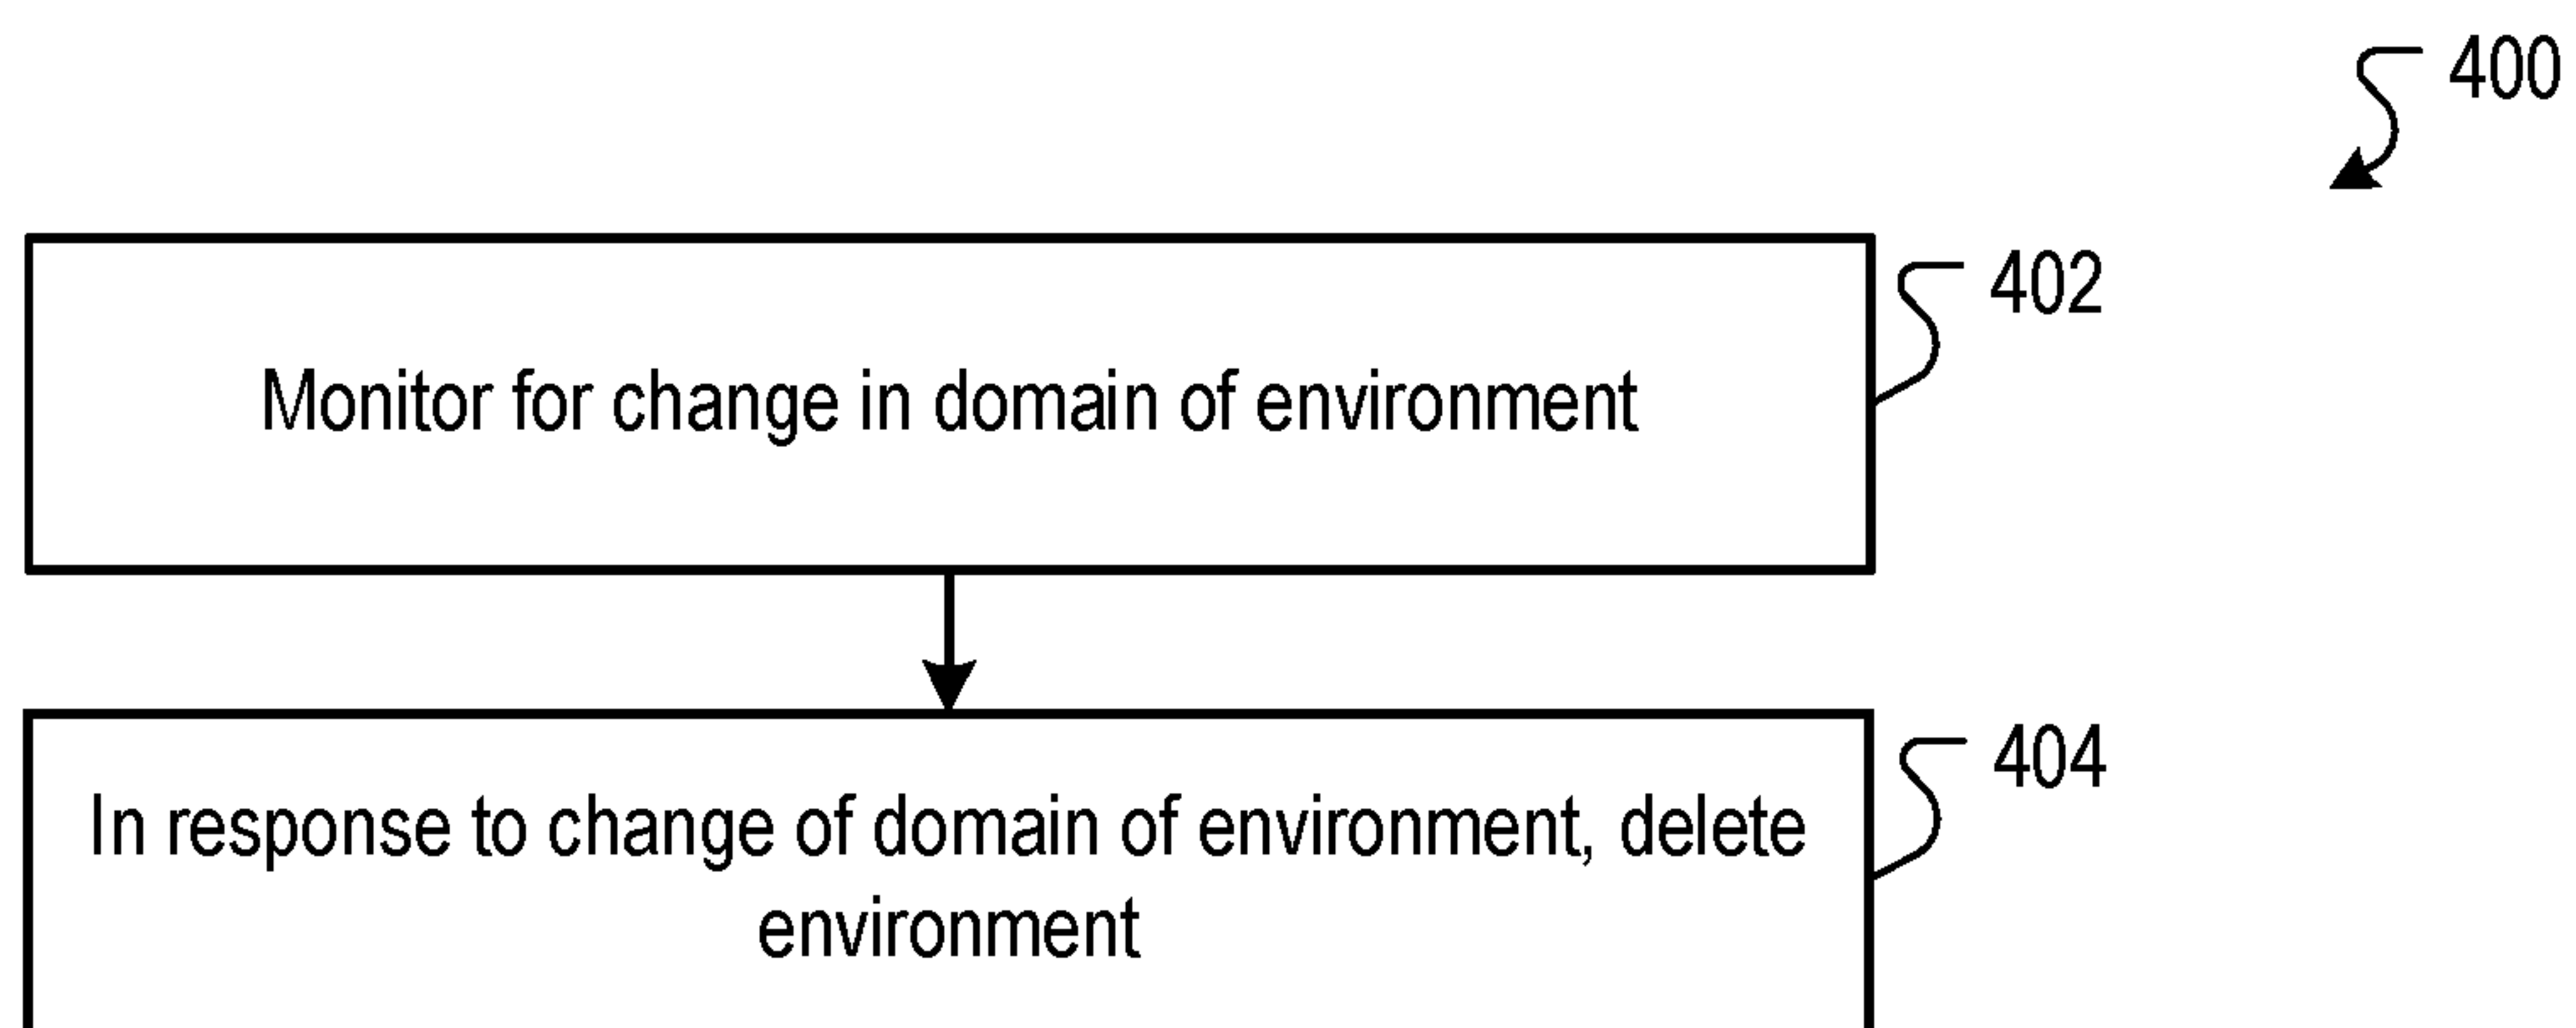 400
402
Monitor for change in domain of environment
404
In response to change of domain of environment, delete
environment